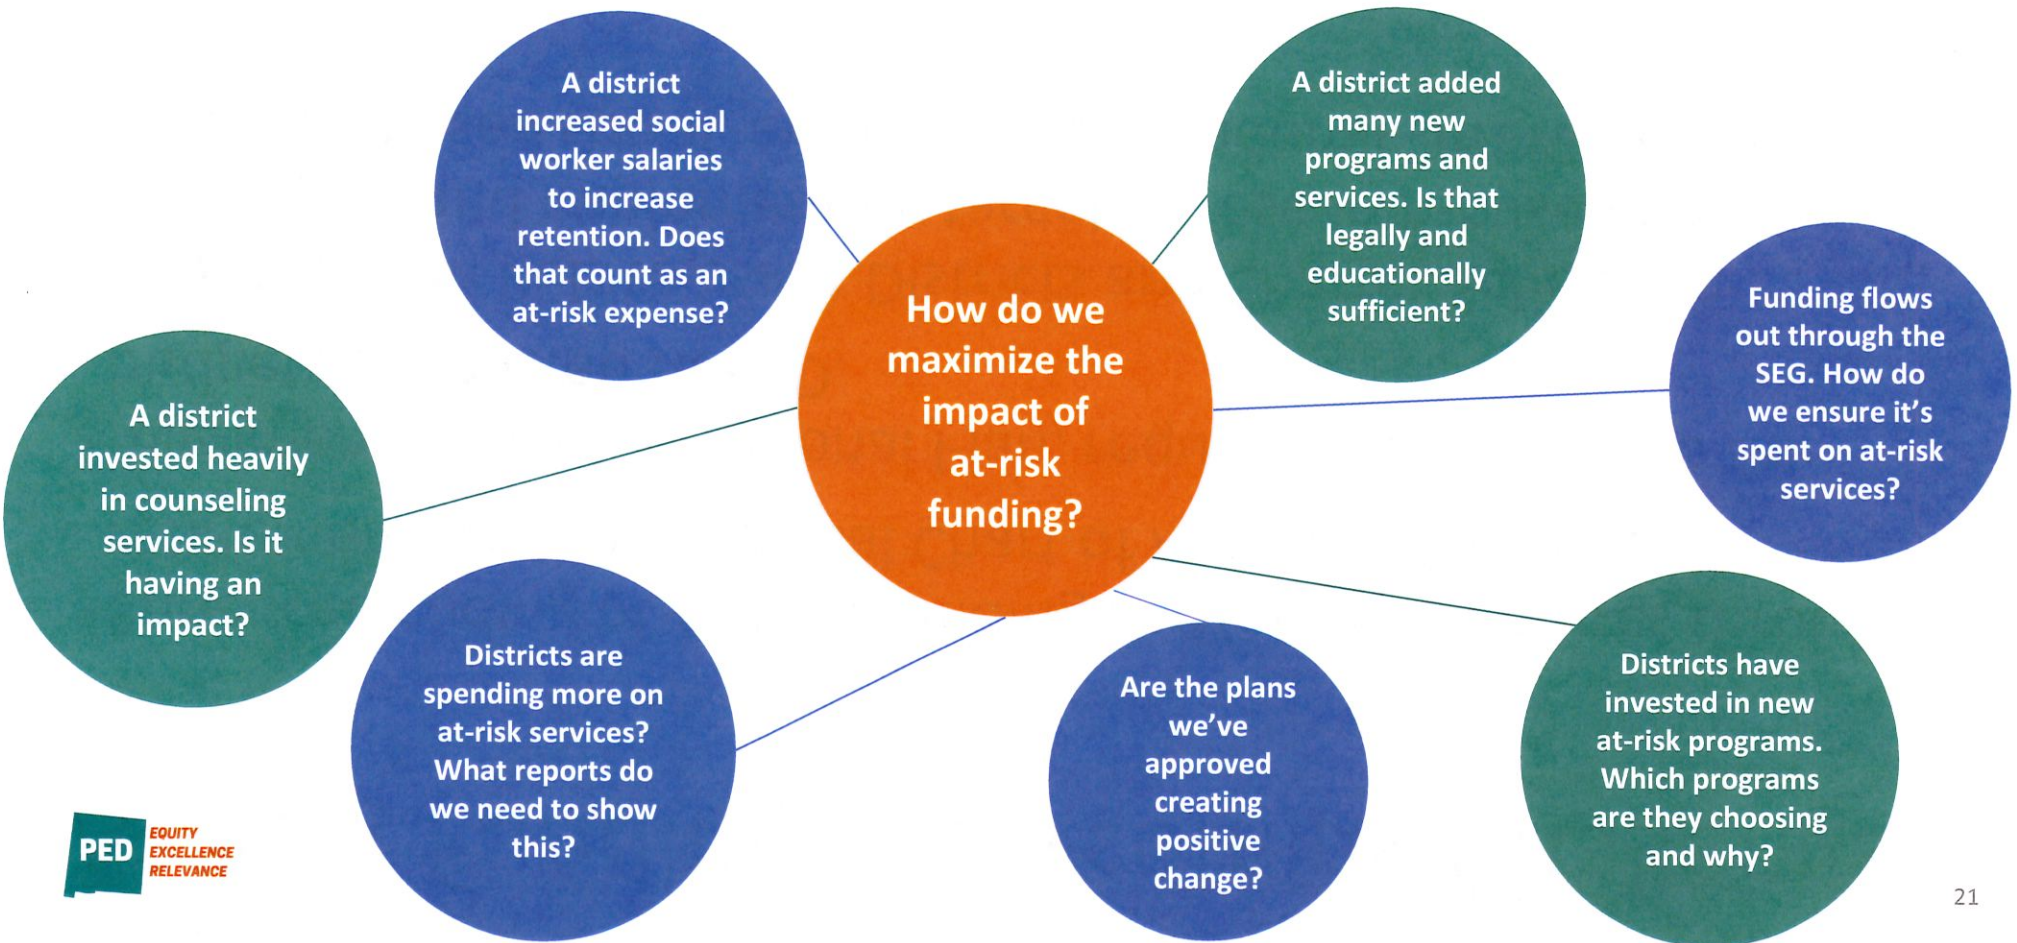 A district
increased social
worker salaries
to increase
retention. Does
that count as an
at-risk expense?
A district added
many new
programs and
services. Is that
legally and
educationally
sufficient?
How do we
maximize the
impact of
at-risk
funding?
Funding flows
out through the
SEG. How do
we ensure it's
spent on at-risk
services?
A district
invested heavily
in counseling
services. Is it
having an
impact?
Districts are
spending more on
at-risk services?
What reports do
we need to show
this?
Are the plans
we've
approved
creating
positive
change?
Districts have
invested in new
at-risk programs.
Which programs
are they choosing
and why?
PED
EQUITY
EXCELLENCE
RELEVANCE
21